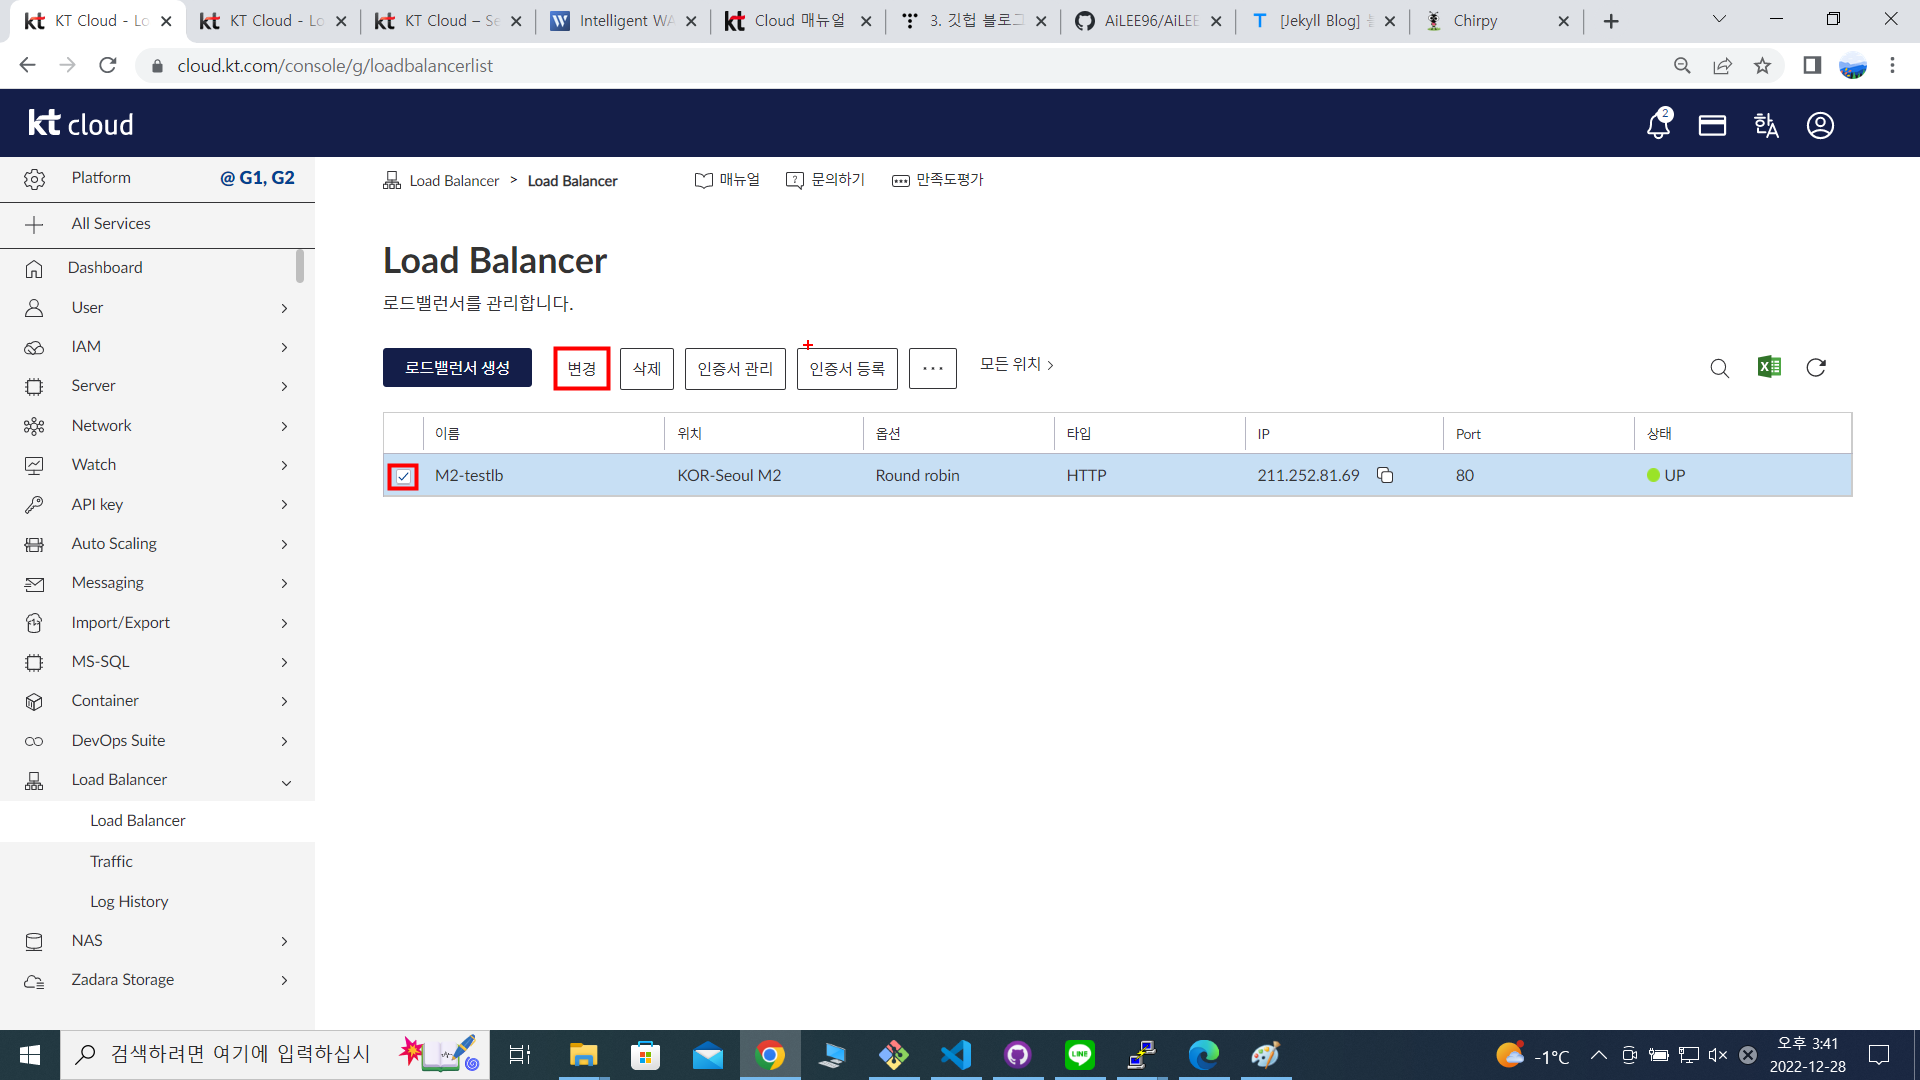 KT Cloud - Lo
KT Cloud - Lo
KT Cloud – Se
Intelligent WA
Cloud 매뉴얼
3. 깃헙 블로그
AiLEE96/AiLEE
[Jekyll Blog]
Chirpy
cloud.kt.com/console/g/loadbalancerlist
kt cloud
2
한A
Platform @ G1, G2
All Services
Dashboard
User
IAM
Server
Network
Watch
API key
Auto Scaling
Messaging
Import/Export
MS-SQL
Container
DevOps Suite
Load Balancer
Load Balancer
Traffic
Log History
NAS
Zadara Storage
Load Balancer > Load Balancer 매뉴얼 문의하기 만족도평가
Load Balancer
로드밸런서를 관리합니다.
로드밸런서 생성 변경 삭제 인증서 관리 인증서 등록 ··· 모든 위치 >
이름 위치 옵션 타입 IP Port 상태
M2-testlb KOR-Seoul M2 Round robin HTTP 211.252.81.69 80 UP
검색하려면 여기에 입력하십시
LINE
-1°C
오후 3:41
2022-12-28